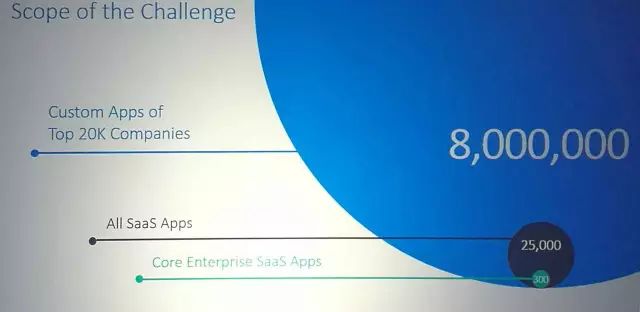 Scope of the Challenge
Custom Apps of
Top 20K Companies
8,000,000
All SaaS Apps
25,000
Core Enterprise SaaS Apps
300